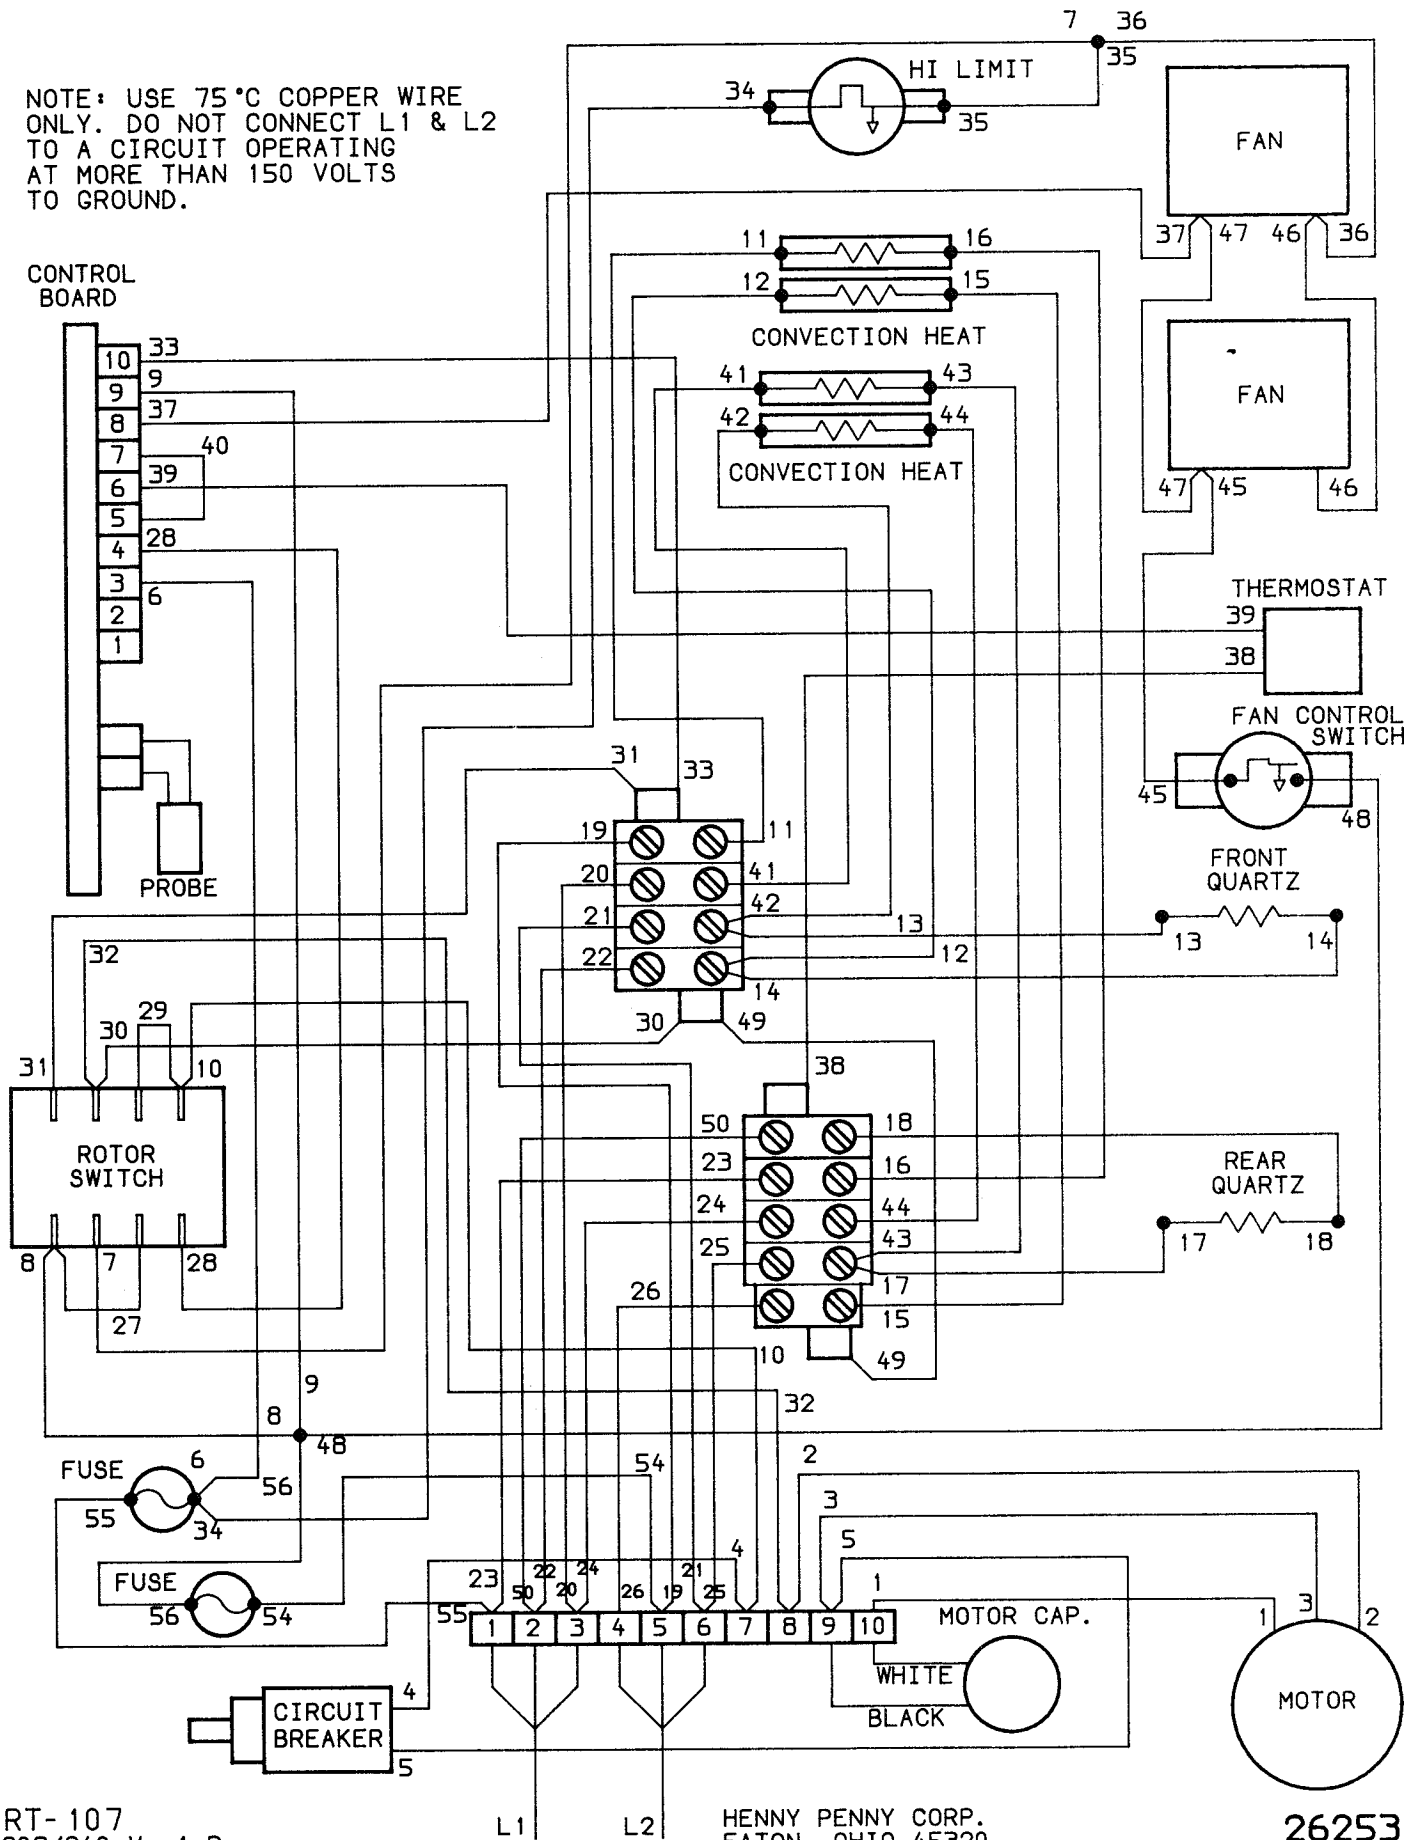 7 36
35
HI LIMIT
34
35
NOTE: USE 75°C COPPER WIRE
ONLY. DO NOT CONNECT L1 & L2
TO A CIRCUIT OPERATING
AT MORE THAN 150 VOLTS
TO GROUND.
FAN
37 47 46 36
11 16
12 15
CONVECTION HEAT
CONTROL
BOARD
10 33
9 9
8 37
7 40
6 39
5
4 28
3
6
2
1
41 43
42 44
CONVECTION HEAT
FAN
47 45 46
THERMOSTAT
39
38
FAN CONTROL
SWITCH
45
48
PROBE
31 33
19 11
20 41
21 42
13
22 12
14
30 49
FRONT
QUARTZ
13 14
32
29
30
31 10
ROTOR
SWITCH
8 7 28
27
38
50 18
23 16
24 44
25 43
17
26 15
49
REAR
QUARTZ
17 18
10
32
9
8
48
FUSE 6
56
55 34
54
2
3
5
4
1
FUSE
56 54
23 50 22 20 24 26 19 21 25
55
1 2 3 4 5 6 7 8 9 10
MOTOR CAP.
WHITE
BLACK
1 3 2
MOTOR
CIRCUIT
BREAKER
4
5
L1 L2
RT-107
HENNY PENNY CORP.
EATON, OHIO 45320
26253